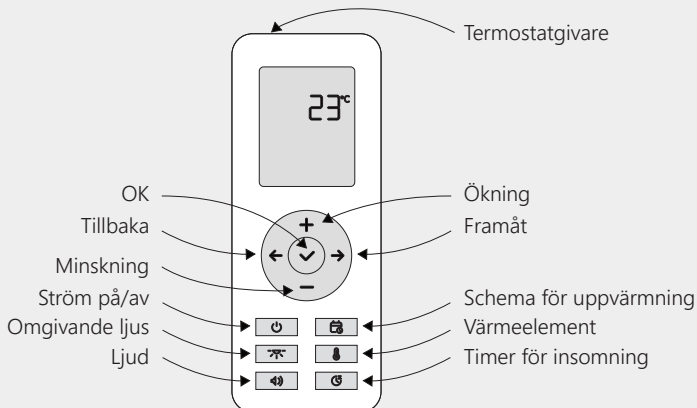 Termostatgivare
23°C
OK
Ökning
Tillbaka
Framåt
Minskning
Ström på/av
Schema för uppvärmning
Omgivande ljus
Värmeelement
Ljud
Timer för insomning